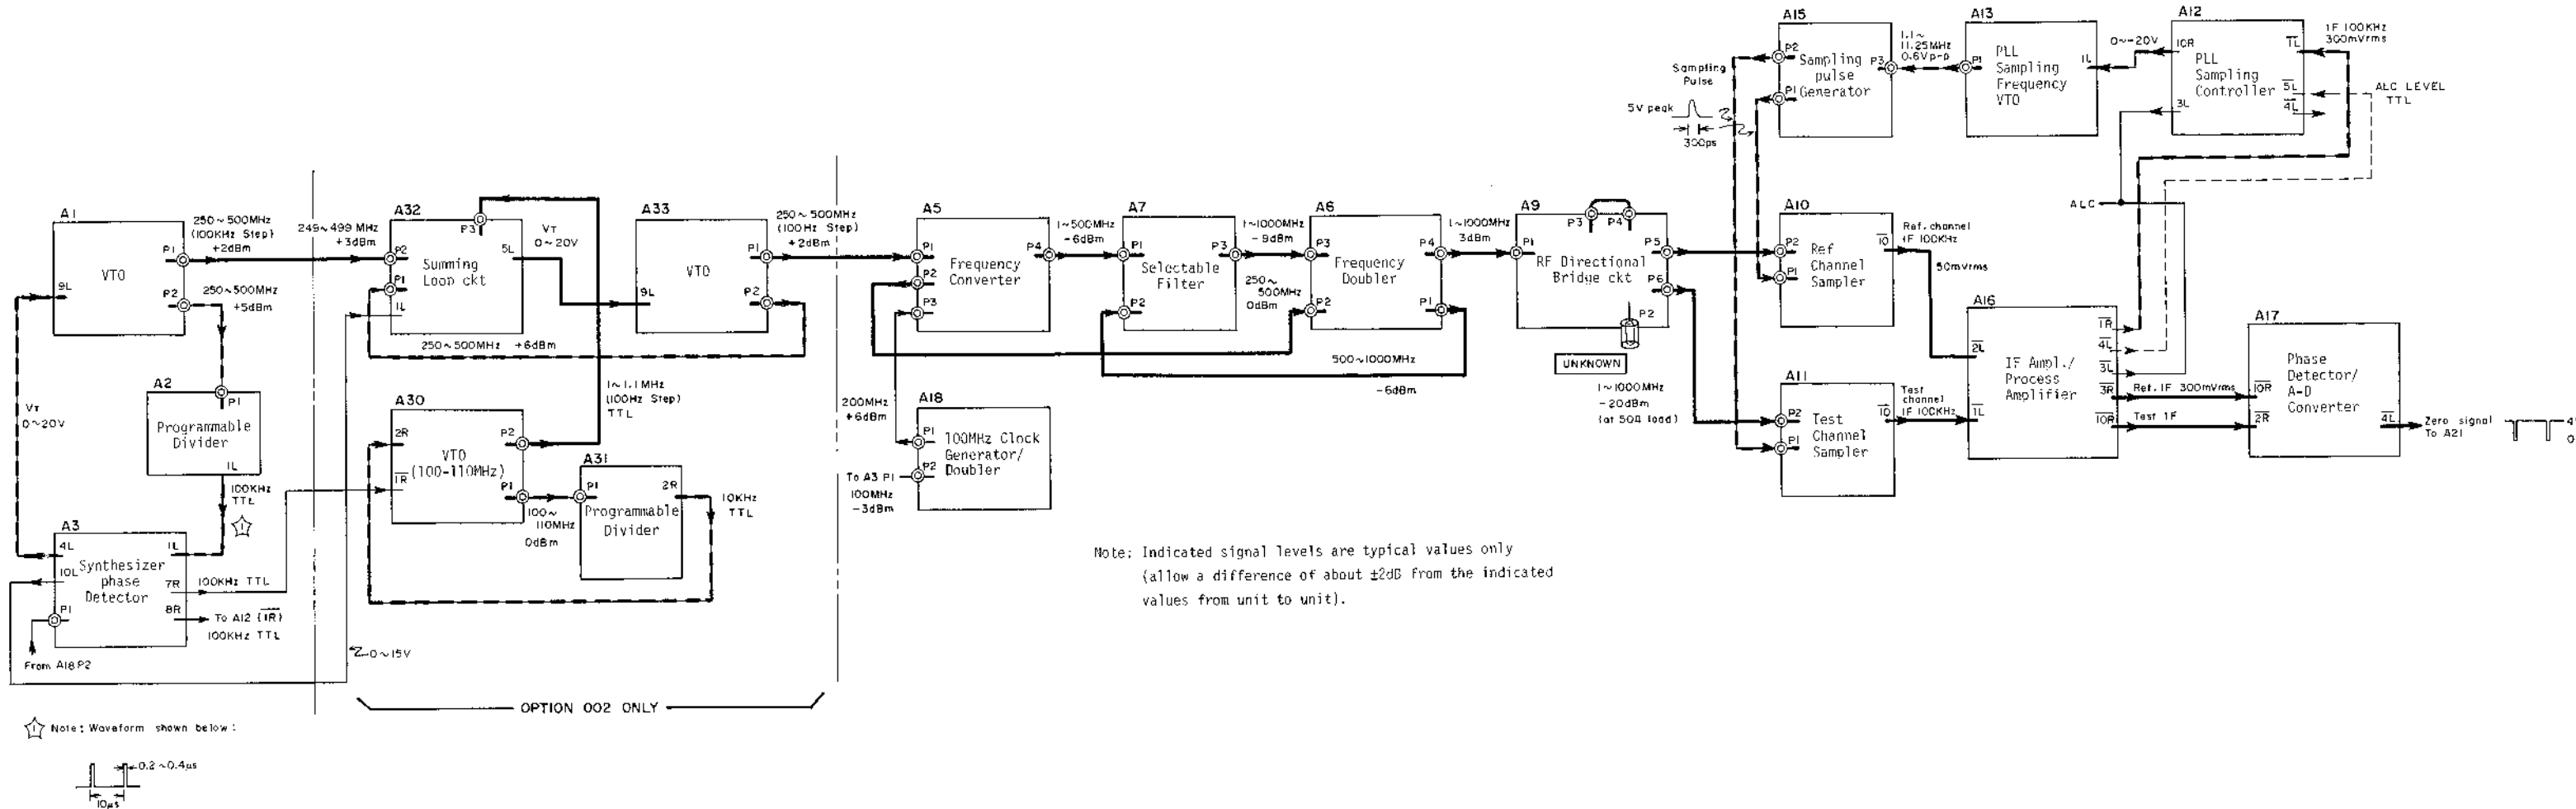 A1
VTO
P1
P2
9L
250~500MHz
(100KHz Step)
+2dBm
250~500MHz
+5dBm
VT
0~20V
A2
P1
Programmable
Divider
1L
100KHz
TTL
1
A3
4L
1L
10L
Synthesizer
phase
Detector
7R
8R
P1
100KHz TTL
To A12 (1R)
100KHz TTL
From A18P2
0~15V
249~499 MHz
+3dBm
A32
P3
P2
P1
1L
5L
Summing
Loop ckt
VT
0~20V
250~500MHz +6dBm
A33
VTO
9L
P1
P2
250~500MHz
(100Hz Step)
+2dBm
1~1.1MHz
(100Hz Step)
TTL
A30
2R
P2
VTO
(100-110MHz)
1R
P1
100~
110MHz
0dBm
A31
P1
2R
Programmable
Divider
10KHz
TTL
OPTION 002 ONLY
A5
P1
P2
P3
P4
Frequency
Converter
1~500MHz
-6dBm
A7
P1
P2
P3
Selectable
Filter
1~1000MHz
-9dBm
250~
500MHz
0dBm
A6
P3
P2
P4
P1
Frequency
Doubler
1~1000MHz
3dBm
500~1000MHz
-6dBm
200MHz
+6dBm
A18
P1
P2
100MHz Clock
Generator/
Doubler
To A3 P1
100MHz
-3dBm
A9
P3
P4
P1
P5
P6
P2
RF Directional
Bridge ckt
UNKNOWN
1~1000MHz
-20dBm
(at 50Ω load)
Sampling
Pulse
5V peak
300ps
A15
P2
P1
P3
Sampling
pulse
Generator
1.1~
11.25MHz
0.6Vp-p
A13
P1
1L
PLL
Sampling
Frequency
VTO
0~-20V
A12
10R
1L
5L
4L
3L
PLL
Sampling
Controller
IF 100KHz
300mVrms
ALC LEVEL
TTL
ALC
A10
P2
P1
10
Ref
Channel
Sampler
Ref. channel
IF 100KHz
50mVrms
A11
P2
P1
10
Test
Channel
Sampler
Test
channel
IF 100KHz
A16
1R
4L
3L
3R
10R
2L
1L
IF Ampl./
Process
Amplifier
Ref. IF 300mVrms
Test IF
A17
10R
2R
4L
Phase
Detector/
A-D
Converter
Zero signal
To A21
4
0
Note: Indicated signal levels are typical values only
(allow a difference of about ±2dB from the indicated
values from unit to unit).
1 Note: Waveform shown below:
0.2~0.4μs
10μs